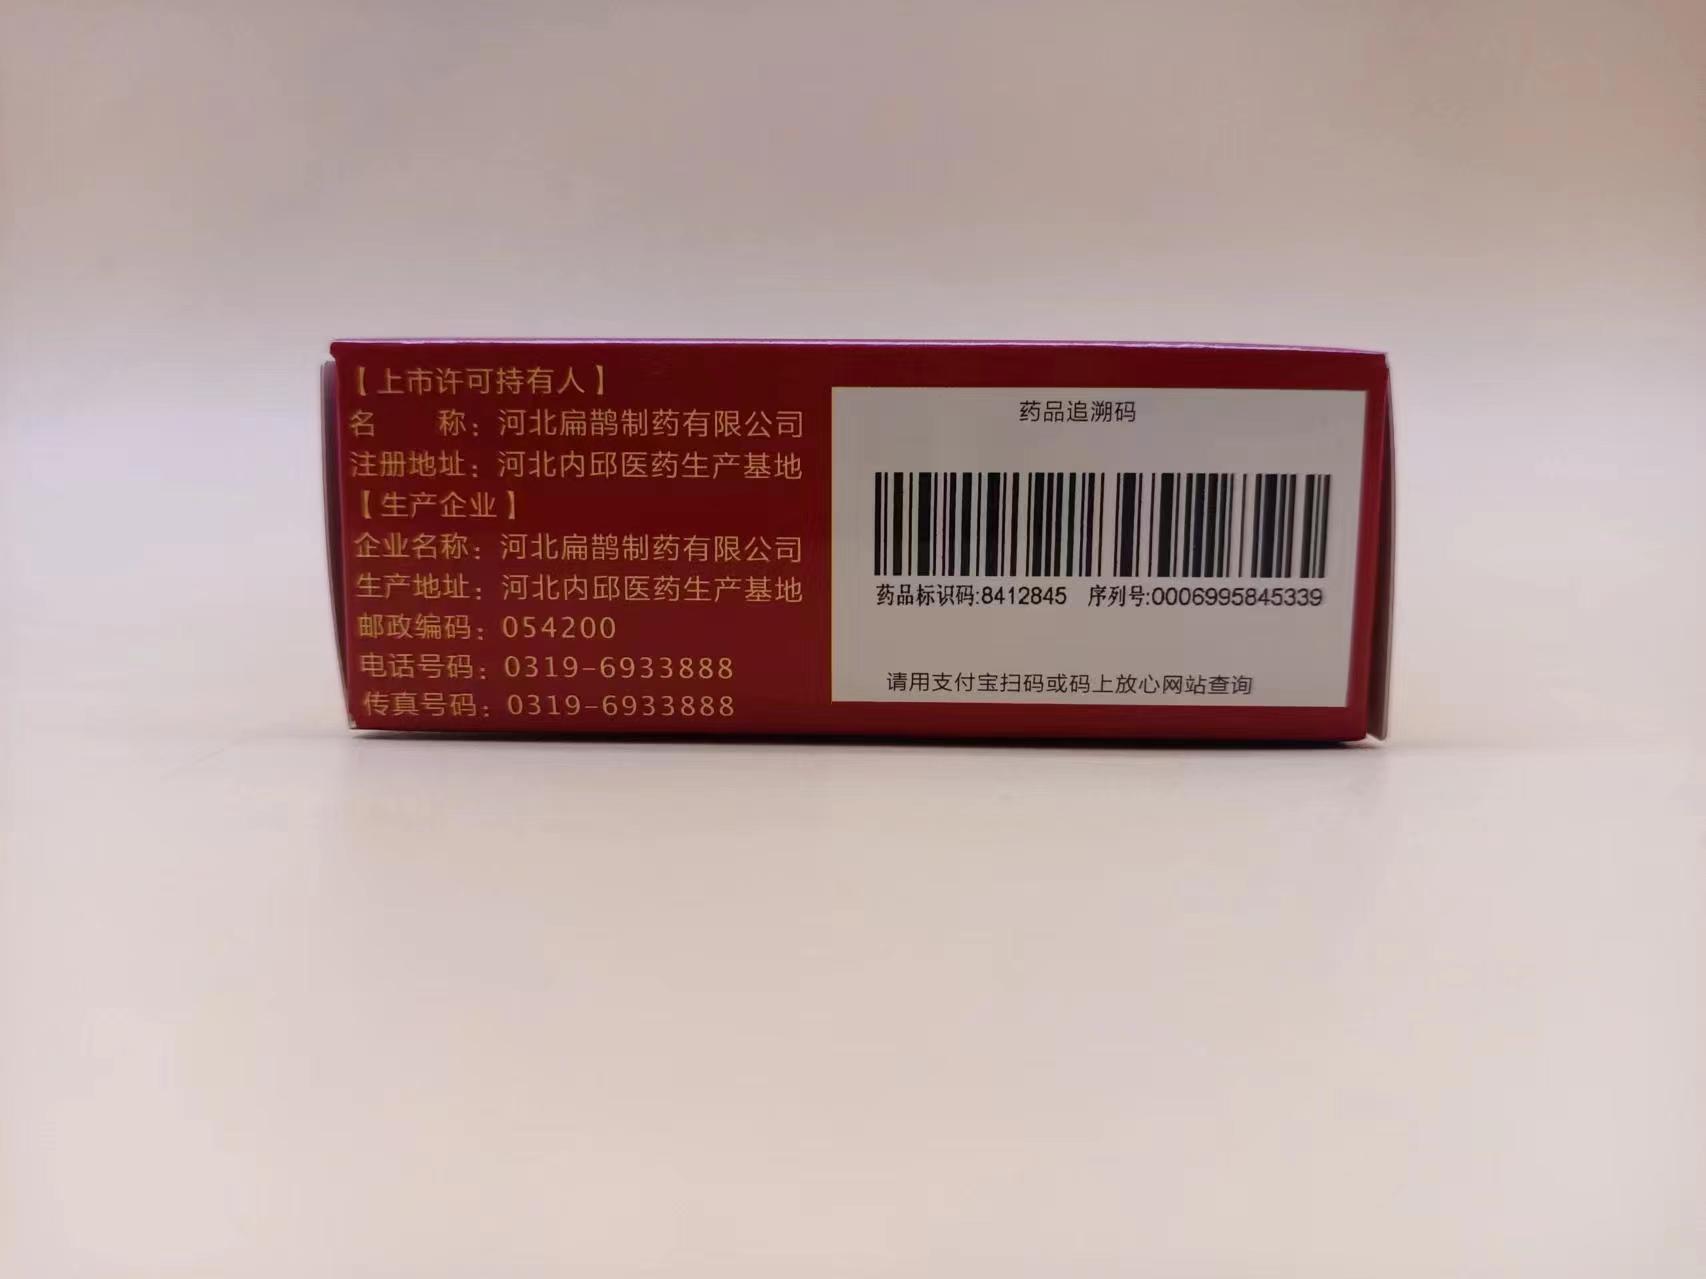 【上市许可持有人】
名　　称：河北扁鹊制药有限公司
注册地址：河北内邱医药生产基地
【生产企业】
企业名称：河北扁鹊制药有限公司
生产地址：河北内邱医药生产基地
邮政编码：054200
电话号码：0319-6933888
传真号码：0319-6933888
药品追溯码
药品标识码:8412845　序列号:0006995845339
请用支付宝扫码或码上放心网站查询